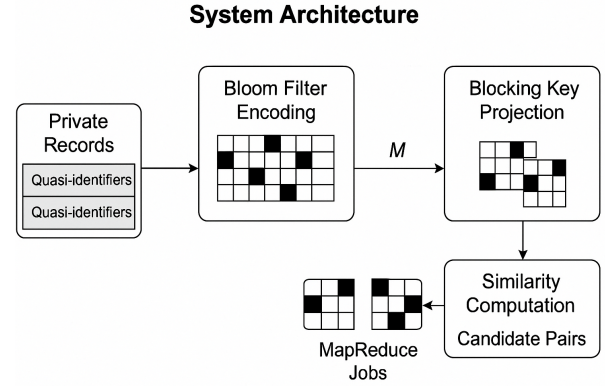 System Architecture
Private
Records
Quasi-identifiers
Quasi-identifiers
Bloom Filter
Encoding
M
Blocking Key
Projection
Similarity
Computation
Candidate Pairs
MapReduce
Jobs